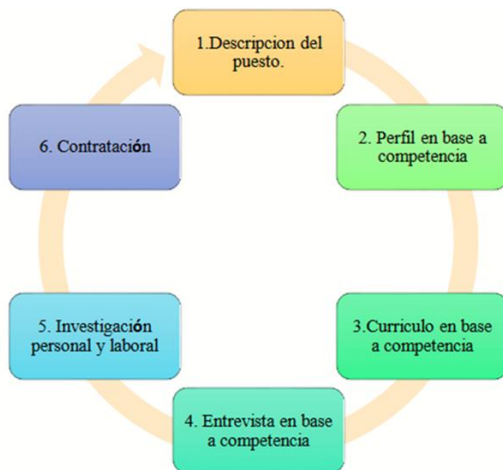 1.Descripcion del
puesto.
2. Perfil en base a
competencia
3.Curriculo en base
a competencia
4. Entrevista en base
a competencia
5. Investigación
personal y laboral
6. Contratación